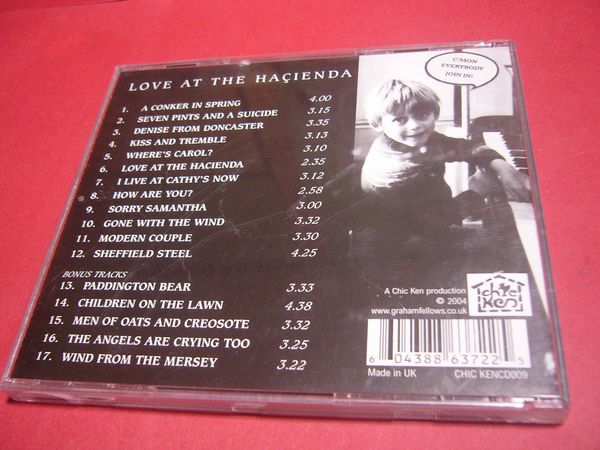 LOVE AT THE HAÇIENDA
C'MON
EVERYBODY
JOIN IN!
1. A CONKER IN SPRING 4.00
2. SEVEN PINTS AND A SUICIDE 3.15
3. DENISE FROM DONCASTER 3.35
4. KISS AND TREMBLE 3.13
5. WHERE'S CAROL? 3.10
6. LOVE AT THE HACIENDA 2.35
7. I LIVE AT CATHY'S NOW 3.12
8. HOW ARE YOU? 2.58
9. SORRY SAMANTHA 3.00
10. GONE WITH THE WIND 3.32
11. MODERN COUPLE 3.30
12. SHEFFIELD STEEL 4.25
BONUS TRACKS
13. PADDINGTON BEAR 3.33
14. CHILDREN ON THE LAWN 4.38
15. MEN OF OATS AND CREOSOTE 3.32
16. THE ANGELS ARE CRYING TOO 3.25
17. WIND FROM THE MERSEY 3.22
A Chic Ken production
© 2004
www.grahamfellows.co.uk
chic
Ken
6 04388 63722 5
Made in UK CHIC KENCD009